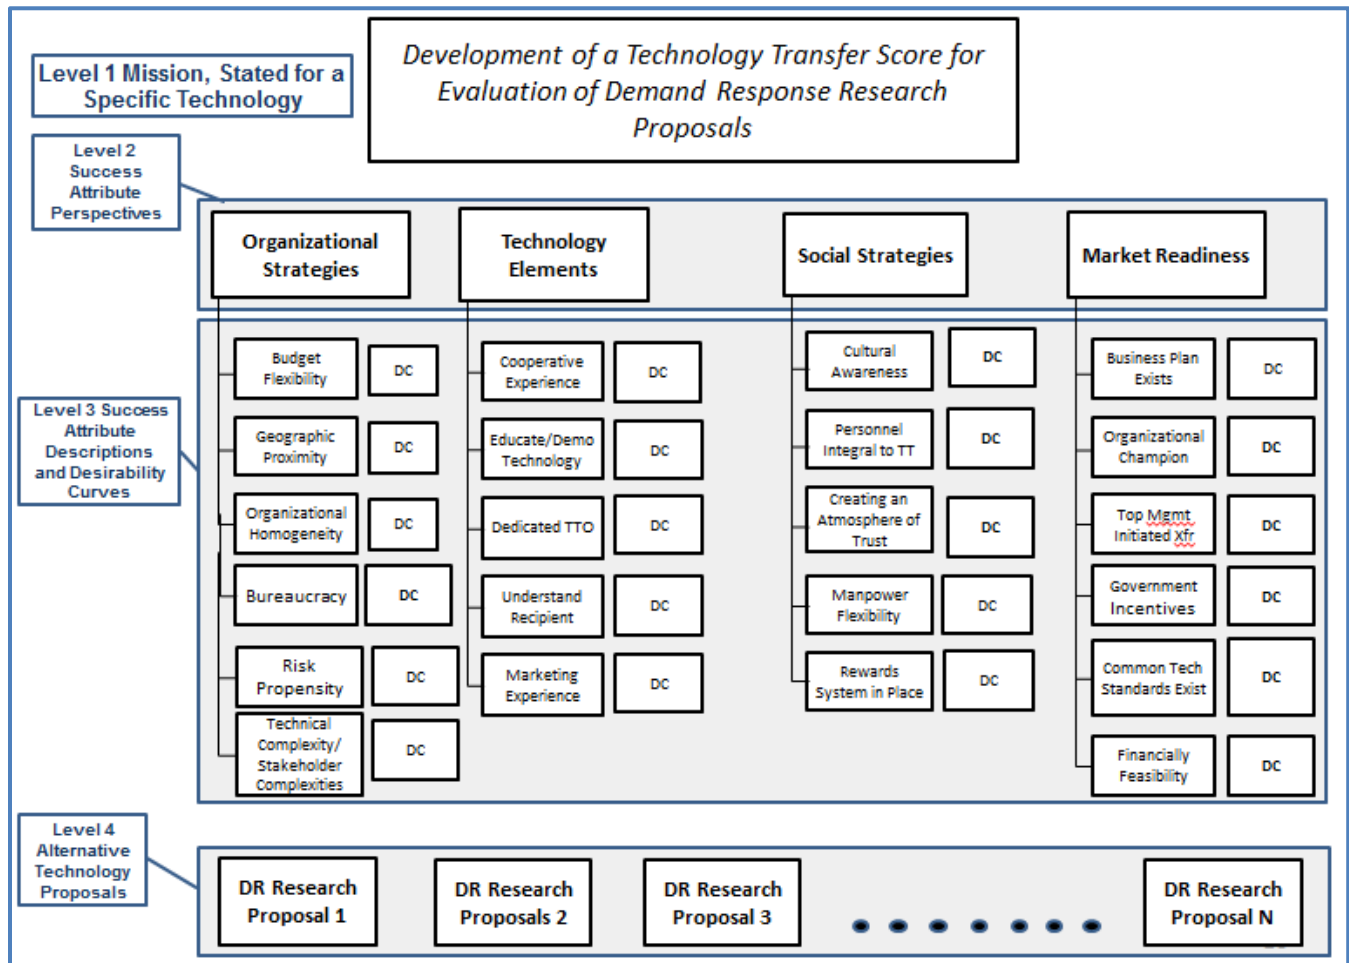 Development of a Technology Transfer Score for
Evaluation of Demand Response Research
Proposals
Level 1 Mission, Stated for a
Specific Technology
Level 2
Success
Attribute
Perspectives
Organizational
Strategies
Technology
Elements
Social Strategies
Market Readiness
Level 3 Success
Attribute
Descriptions
and Desirability
Curves
Budget
Flexibility
DC
Geographic
Proximity
DC
Organizational
Homogeneity
DC
Bureaucracy
DC
Risk
Propensity
DC
Technical
Complexity/
Stakeholder
Complexities
DC
Cooperative
Experience
DC
Educate/Demo
Technology
DC
Dedicated TTO
DC
Understand
Recipient
DC
Marketing
Experience
DC
Cultural
Awareness
DC
Personnel
Integral to TT
DC
Creating an
Atmosphere of
Trust
DC
Manpower
Flexibility
DC
Rewards
System in Place
DC
Business Plan
Exists
DC
Organizational
Champion
DC
Top Mgmt
Initiated Xfr
DC
Government
Incentives
DC
Common Tech
Standards Exist
DC
Financially
Feasibility
DC
Level 4
Alternative
Technology
Proposals
DR Research
Proposal 1
DR Research
Proposals 2
DR Research
Proposal 3
DR Research
Proposal N